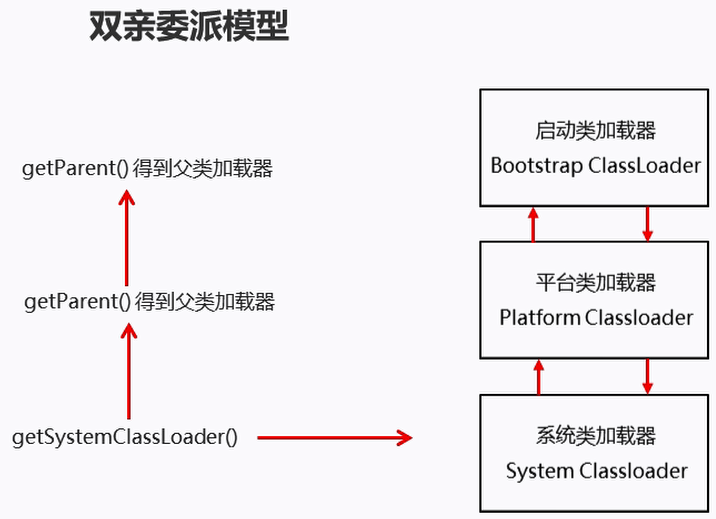 双亲委派模型
启动类加载器
Bootstrap ClassLoader
getParent() 得到父类加载器
平台类加载器
Platform Classloader
getParent() 得到父类加载器
系统类加载器
System Classloader
getSystemClassLoader()